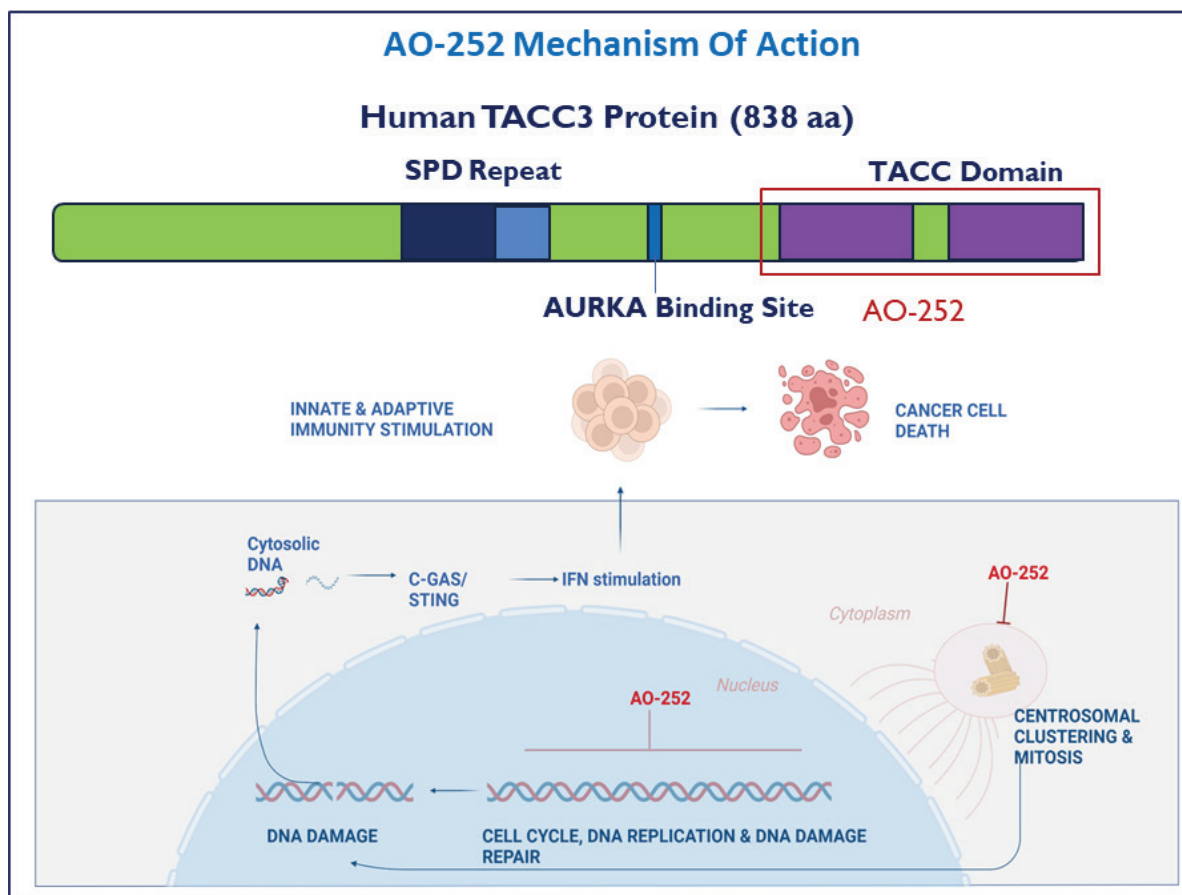 AO-252 Mechanism Of Action
Human TACC3 Protein (838 aa)
SPD Repeat
TACC Domain
AURKA Binding Site
AO-252
INNATE & ADAPTIVE
IMMUNITY STIMULATION
CANCER CELL
DEATH
Cytosolic
DNA
C-GAS/
STING
IFN stimulation
AO-252
Cytoplasm
Nucleus
AO-252
CENTROSOMAL
CLUSTERING &
MITOSIS
DNA DAMAGE
CELL CYCLE, DNA REPLICATION & DNA DAMAGE
REPAIR